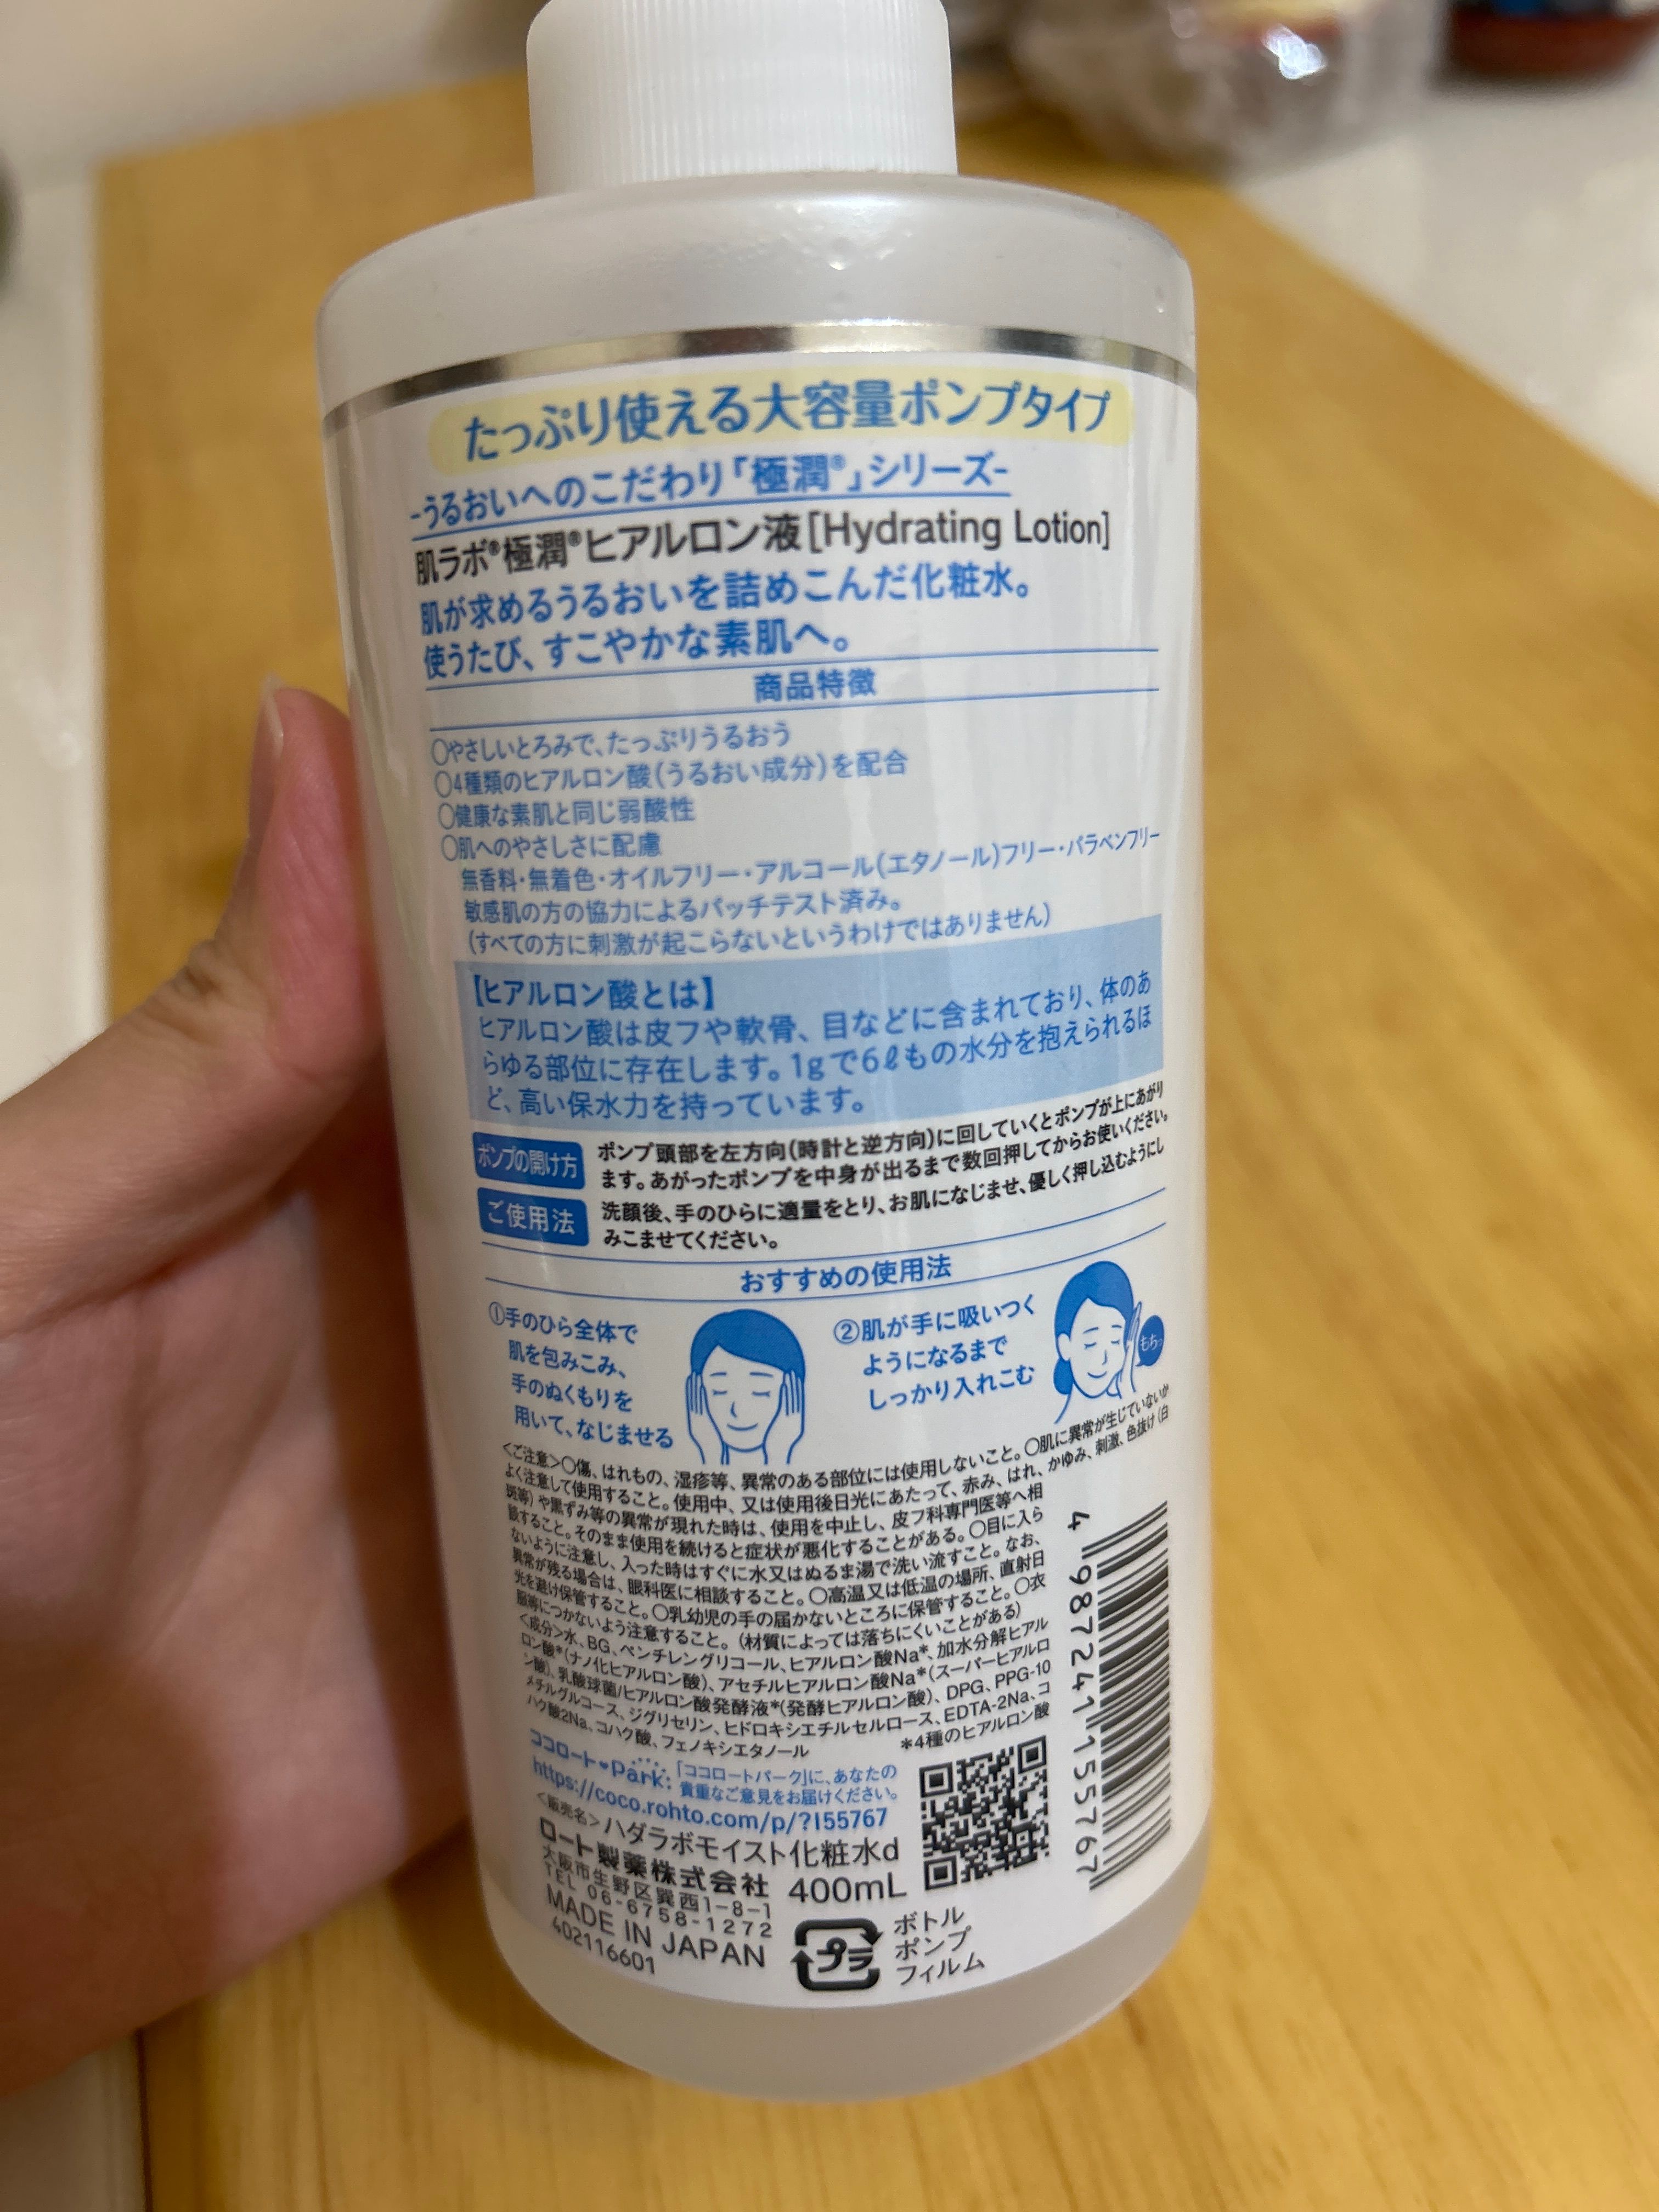 たっぷり使える大容量ポンプタイプ
-うるおいへのこだわり「極潤®」シリーズ-
肌ラボ®極潤®ヒアルロン液[Hydrating Lotion]
肌が求めるうるおいを詰めこんだ化粧水。
使うたび、すこやかな素肌へ。
商品特徴
○やさしいとろみで、たっぷりうるおう
○4種類のヒアルロン酸(うるおい成分)を配合
○健康な素肌と同じ弱酸性
○肌へのやさしさに配慮
無香料・無着色・オイルフリー・アルコール(エタノール)フリー・パラベンフリー
敏感肌の方の協力によるパッチテスト済み。
(すべての方に刺激が起こらないというわけではありません)
【ヒアルロン酸とは】
ヒアルロン酸は皮フや軟骨、目などに含まれており、体のあ
らゆる部位に存在します。1gで6ℓもの水分を抱えられるほ
ど、高い保水力を持っています。
ポンプの開け方
ポンプ頭部を左方向(時計と逆方向)に回していくとポンプが上にあがり
ます。あがったポンプを中身が出るまで数回押してからお使いください。
ご使用法
洗顔後、手のひらに適量をとり、お肌になじませ、優しく押し込むようにし
みこませてください。
おすすめの使用法
①手のひら全体で
肌を包みこみ、
手のぬくもりを
用いて、なじませる
②肌が手に吸いつく
ようになるまで
しっかり入れこむ
もちっ
<ご注意>○傷、はれもの、湿疹等、異常のある部位には使用しないこと。○肌に異常が生じていないか
よく注意して使用すること。使用中、又は使用後日光にあたって、赤み、はれ、かゆみ、刺激、色抜け(白
斑等)や黒ずみ等の異常が現れた時は、使用を中止し、皮フ科専門医等へ相
談すること。そのまま使用を続けると症状が悪化することがある。○目に入ら
ないように注意し、入った時はすぐに水又はぬるま湯で洗い流すこと。なお、
異常が残る場合は、眼科医に相談すること。○高温又は低温の場所、直射日
光を避け保管すること。○乳幼児の手の届かないところに保管すること。○衣
服等につかないよう注意すること。(材質によっては落ちにくいことがある)
<成分>水、BG、ペンチレングリコール、ヒアルロン酸Na*、加水分解ヒアル
ロン酸*(ナノ化ヒアルロン酸)、アセチルヒアルロン酸Na*(スーパーヒアルロ
ン酸)、乳酸球菌/ヒアルロン酸発酵液*(発酵ヒアルロン酸)、DPG、PPG-10
メチルグルコース、ジグリセリン、ヒドロキシエチルセルロース、EDTA-2Na、コ
ハク酸2Na、コハク酸、フェノキシエタノール
*4種のヒアルロン酸
ココロート♥Park:
「ココロートパーク」に、あなたの
貴重なご意見をお届けください。
https://coco.rohto.com/p/?I55767
<販売名>ハダラボモイスト化粧水d
ロート製薬株式会社
400mL
大阪市生野区巽西1-8-1
TEL 06-6758-1272
MADE IN JAPAN
402116601
プラ
ボトル
ポンプ
フィルム
4 987241 155767